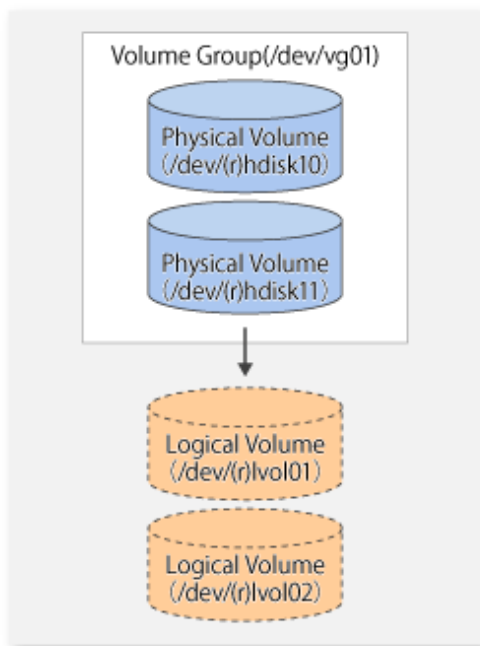 Volume Group(/dev/vg01)
Physical Volume
(/dev/(r)hdisk10)
Physical Volume
(/dev/(r)hdisk11)
Logical Volume
(/dev/(r)lvol01)
Logical Volume
(/dev/(r)lvol02)